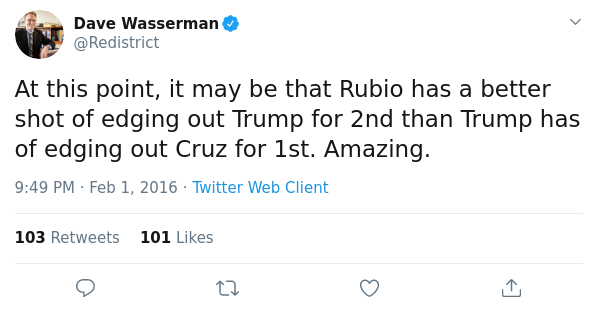 Dave Wasserman
@Redistrict
At this point, it may be that Rubio has a better
shot of edging out Trump for 2nd than Trump has
of edging out Cruz for 1st. Amazing.
9:49 PM · Feb 1, 2016 · Twitter Web Client
103 Retweets 101 Likes